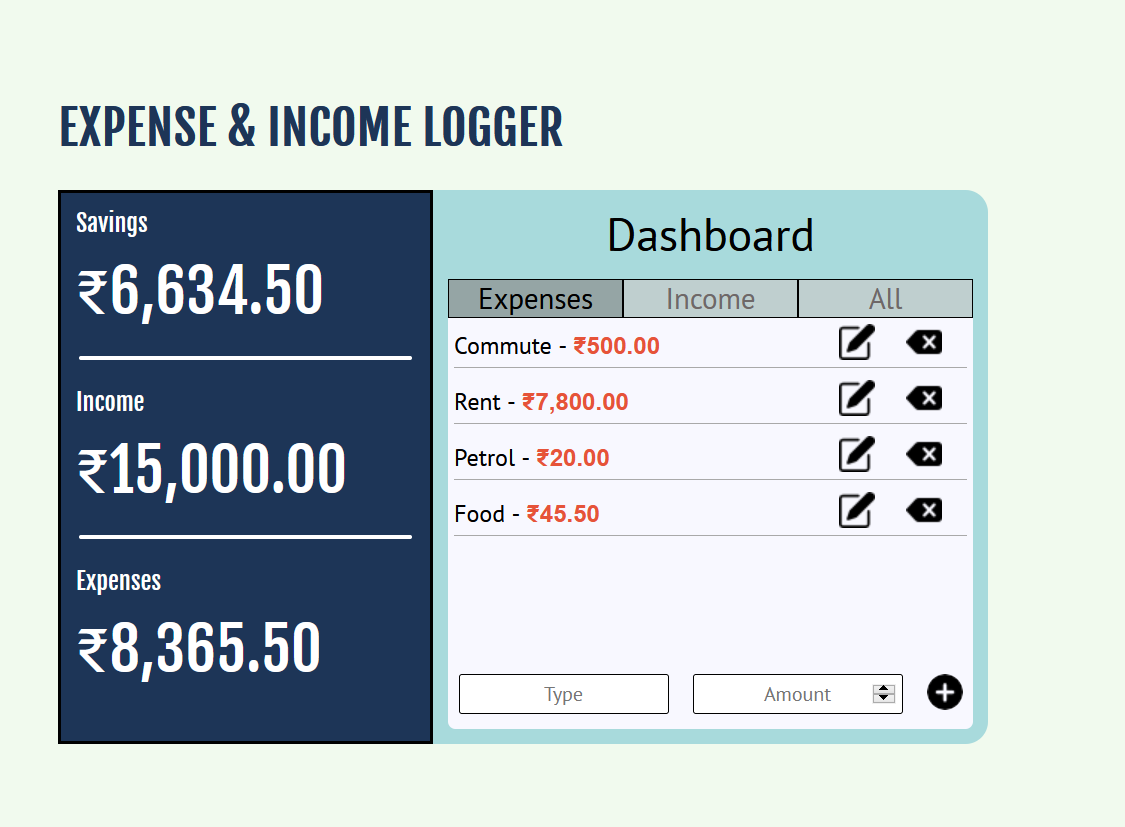 EXPENSE & INCOME LOGGER
Savings
₹6,634.50
Income
₹15,000.00
Expenses
₹8,365.50
Dashboard
Expenses Income All
Commute - ₹500.00
Rent - ₹7,800.00
Petrol - ₹20.00
Food - ₹45.50
Type Amount